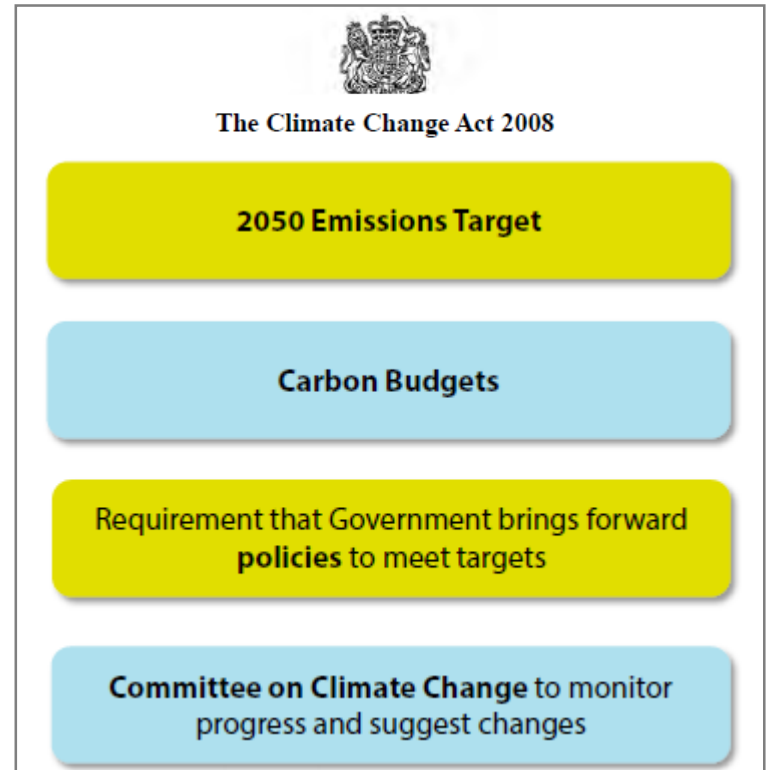 The Climate Change Act 2008
2050 Emissions Target
Carbon Budgets
Requirement that Government brings forward
policies to meet targets
Committee on Climate Change to monitor
progress and suggest changes